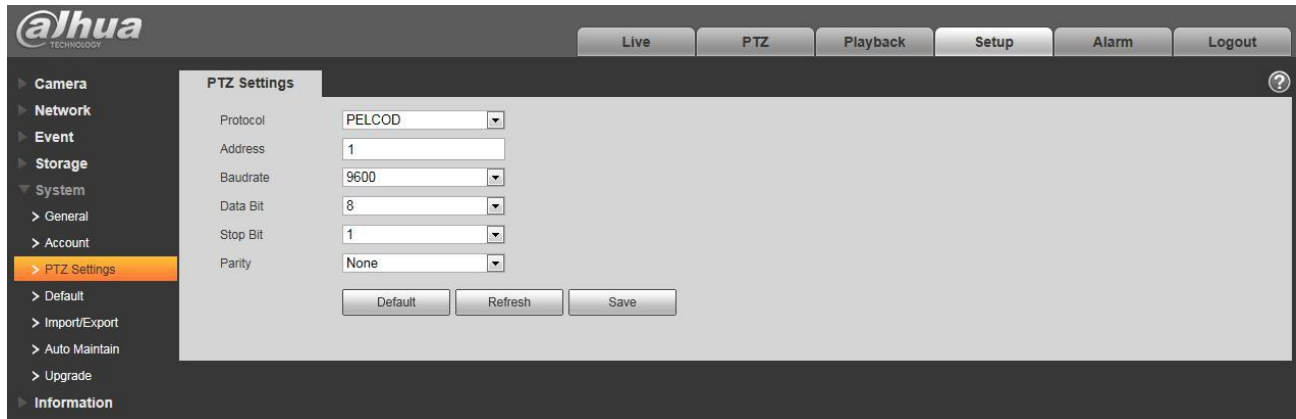 alhua
TECHNOLOGY
Live PTZ Playback Setup Alarm Logout
Camera
Network
Event
Storage
System
> General
> Account
> PTZ Settings
> Default
> Import/Export
> Auto Maintain
> Upgrade
Information
PTZ Settings
?
Protocol PELCOD
Address 1
Baudrate 9600
Data Bit 8
Stop Bit 1
Parity None
Default Refresh Save